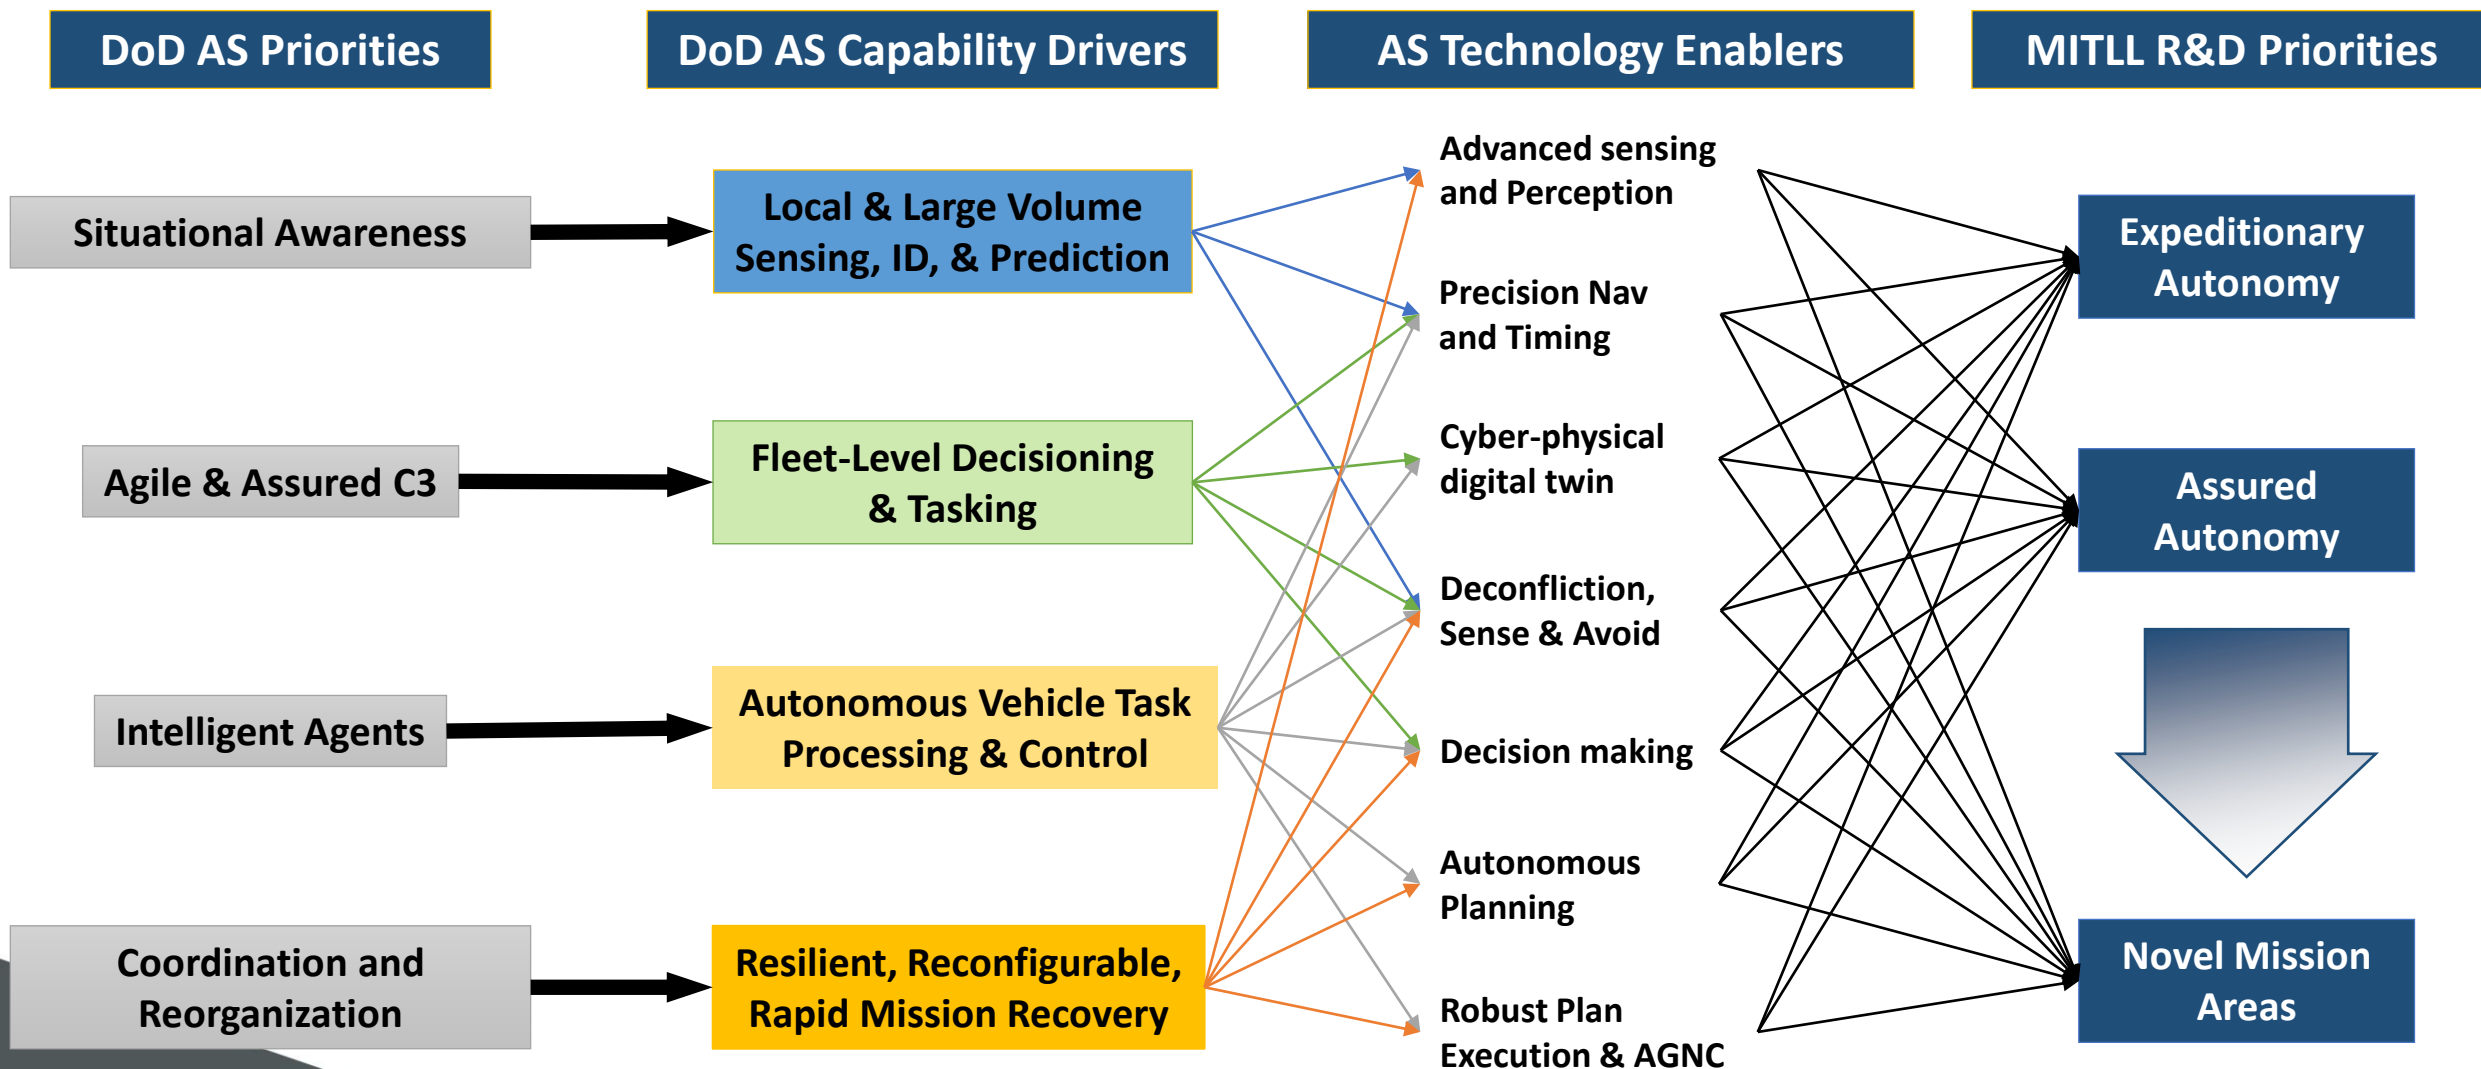 DoD AS Priorities
DoD AS Capability Drivers
AS Technology Enablers
MITLL R&D Priorities
Situational Awareness
Agile & Assured C3
Intelligent Agents
Coordination and
Reorganization
Local & Large Volume
Sensing, ID, & Prediction
Fleet-Level Decisioning
& Tasking
Autonomous Vehicle Task
Processing & Control
Resilient, Reconfigurable,
Rapid Mission Recovery
Advanced sensing
and Perception
Precision Nav
and Timing
Cyber-physical
digital twin
Deconfliction,
Sense & Avoid
Decision making
Autonomous
Planning
Robust Plan
Execution & AGNC
Expeditionary
Autonomy
Assured
Autonomy
Novel Mission
Areas